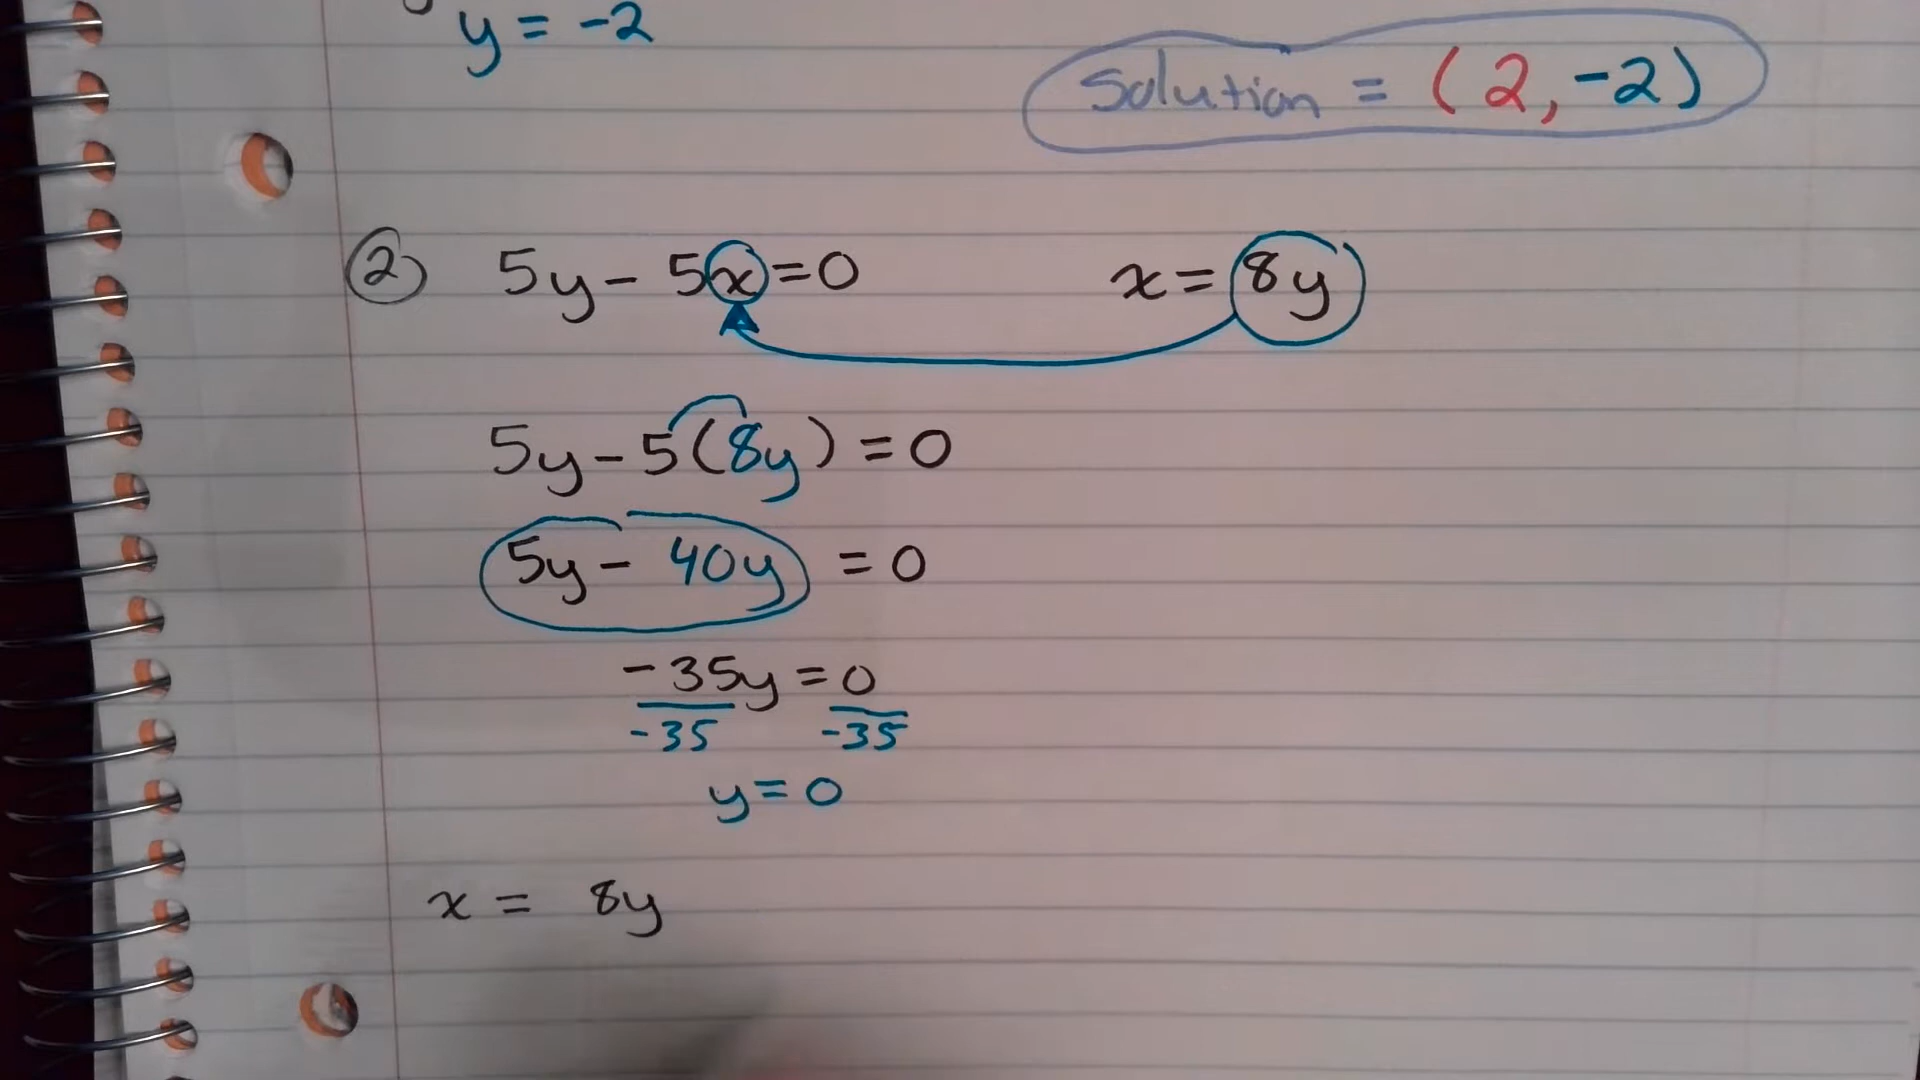 y = -2
Solution = (2, -2)
2 5y - 5x = 0 x = 8y
5y - 5(8y) = 0
5y - 40y = 0
-35y = 0
-35 -35
y = 0
x = 8y